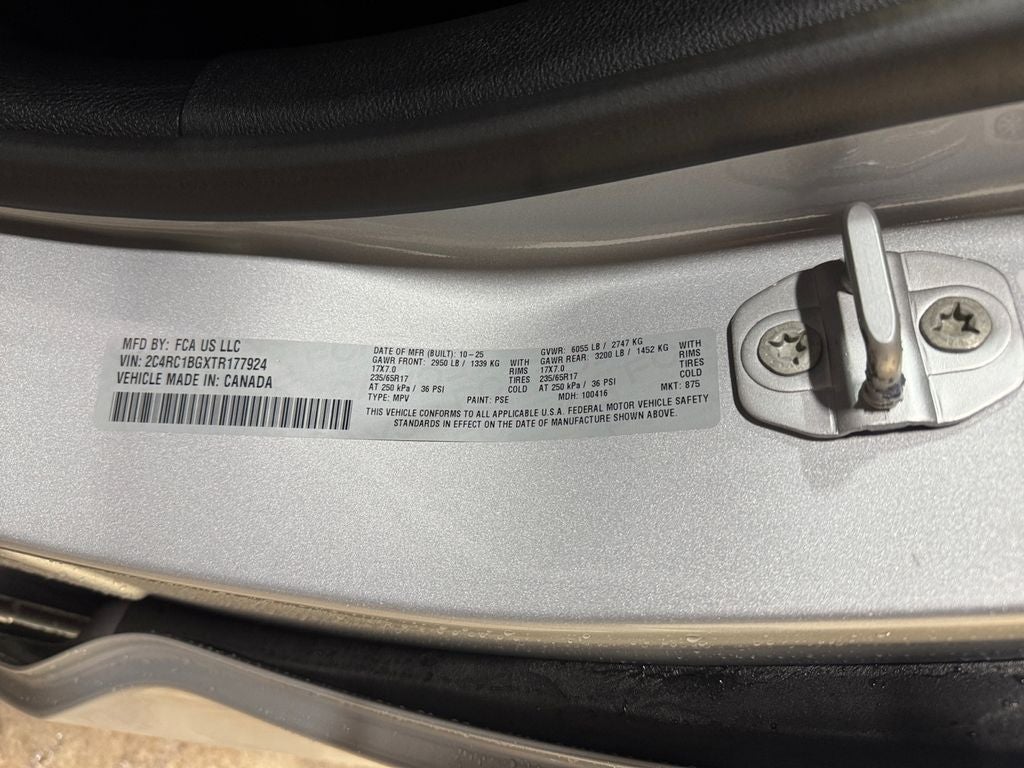 MFD BY: FCA US LLC
VIN: 2C4RC1BGXTR177924
VEHICLE MADE IN: CANADA
DATE OF MFR (BUILT): 10-25 GVWR: 6055 LB / 2747 KG
GAWR FRONT: 2950 LB / 1339 KG WITH GAWR REAR: 3200 LB / 1452 KG WITH
17X7.0 RIMS 17X7.0 RIMS
235/65R17 TIRES 235/65R17 TIRES
AT 250 kPa / 36 PSI COLD AT 250 kPa / 36 PSI COLD
TYPE: MPV PAINT: PSE MDH: 100416 MKT: 875
THIS VEHICLE CONFORMS TO ALL APPLICABLE U.S.A. FEDERAL MOTOR VEHICLE SAFETY
STANDARDS IN EFFECT ON THE DATE OF MANUFACTURE SHOWN ABOVE.